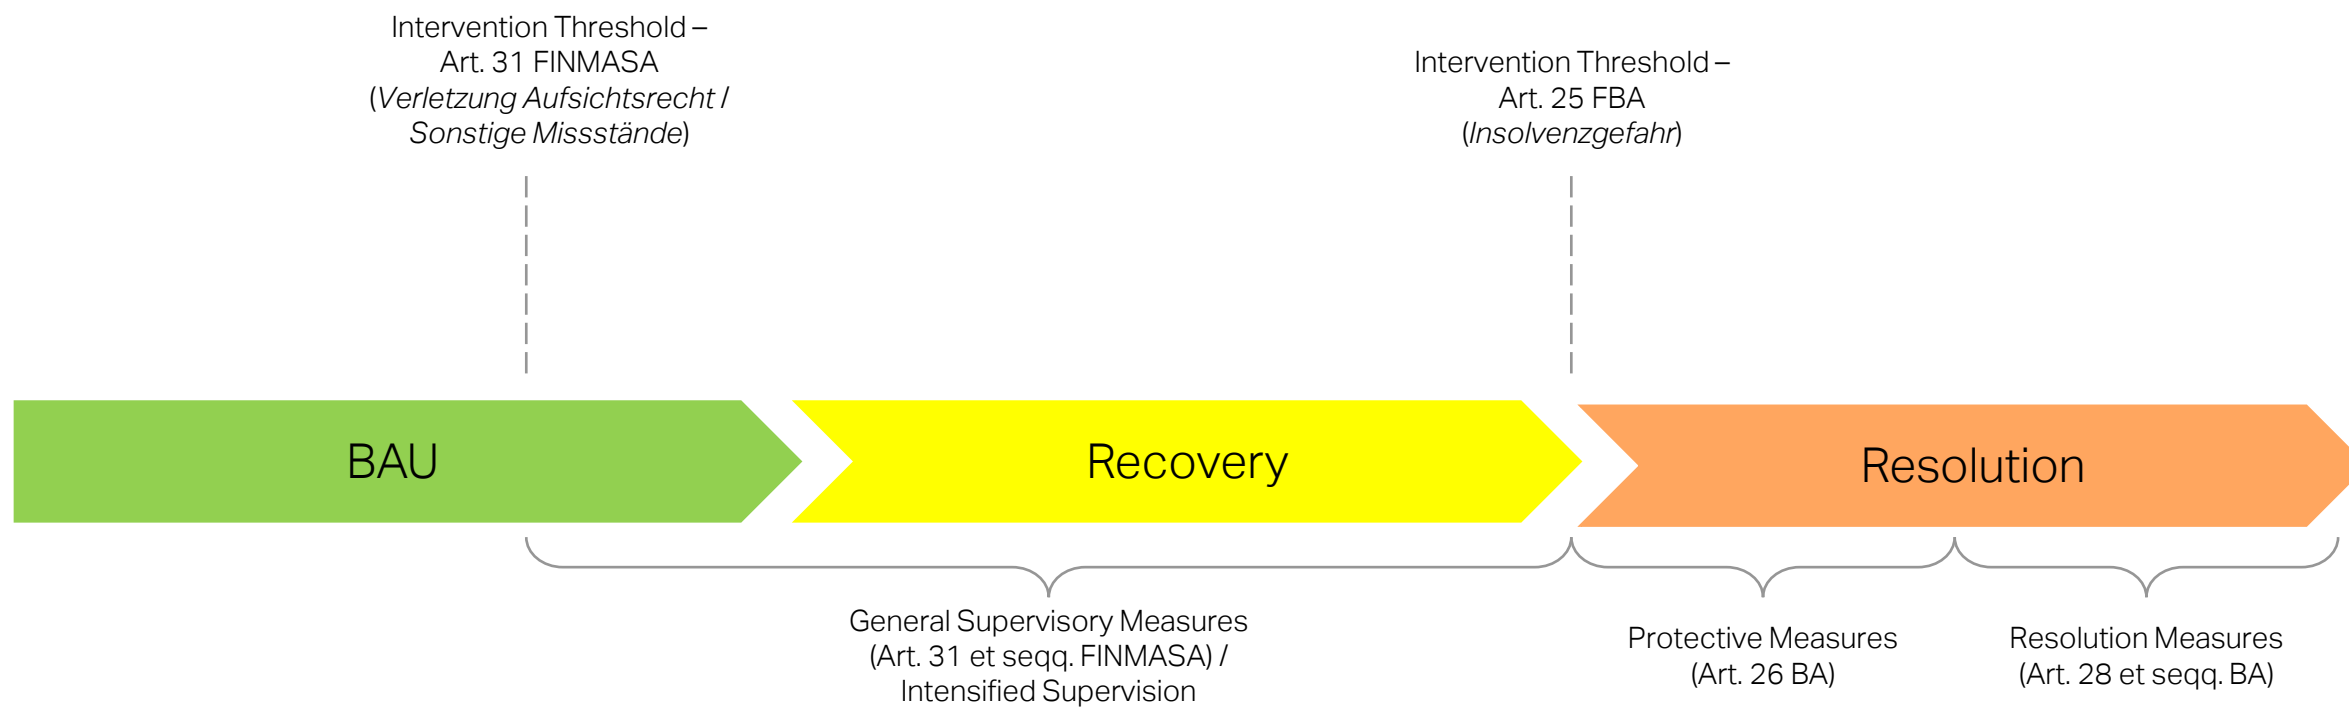 Intervention Threshold –
Art. 31 FINMASA
(Verletzung Aufsichtsrecht /
Sonstige Missstände)
Intervention Threshold –
Art. 25 FBA
(Insolvenzgefahr)
BAU
Recovery
Resolution
General Supervisory Measures
(Art. 31 et seqq. FINMASA) /
Intensified Supervision
Protective Measures
(Art. 26 BA)
Resolution Measures
(Art. 28 et seqq. BA)